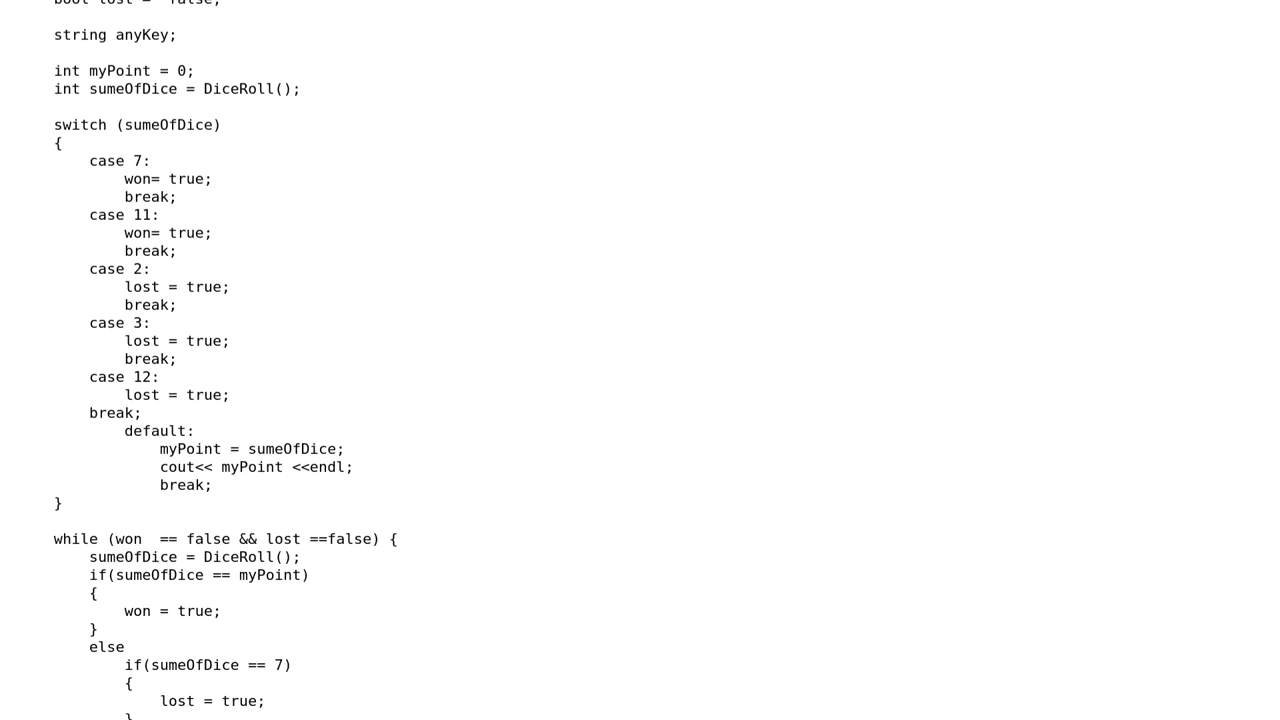 bool lost =  false;
string anyKey;
int myPoint = 0;
int sumeOfDice = DiceRoll();
switch (sumeOfDice)
{
    case 7:
        won= true;
        break;
    case 11:
        won= true;
        break;
    case 2:
        lost = true;
        break;
    case 3:
        lost = true;
        break;
    case 12:
        lost = true;
    break;
        default:
            myPoint = sumeOfDice;
            cout<< myPoint <<endl;
            break;
}
while (won  == false && lost ==false) {
    sumeOfDice = DiceRoll();
    if(sumeOfDice == myPoint)
    {
        won = true;
    }
    else
        if(sumeOfDice == 7)
        {
            lost = true;
        }